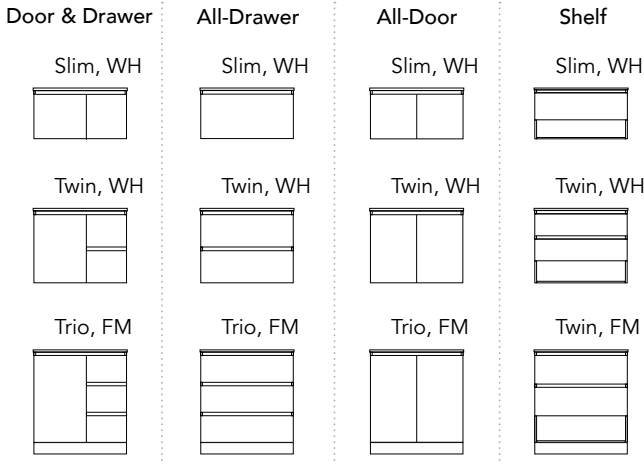 Door & Drawer All-Drawer All-Door Shelf
Slim, WH Slim, WH Slim, WH Slim, WH
Twin, WH Twin, WH Twin, WH Twin, WH
Trio, FM Trio, FM Trio, FM Twin, FM